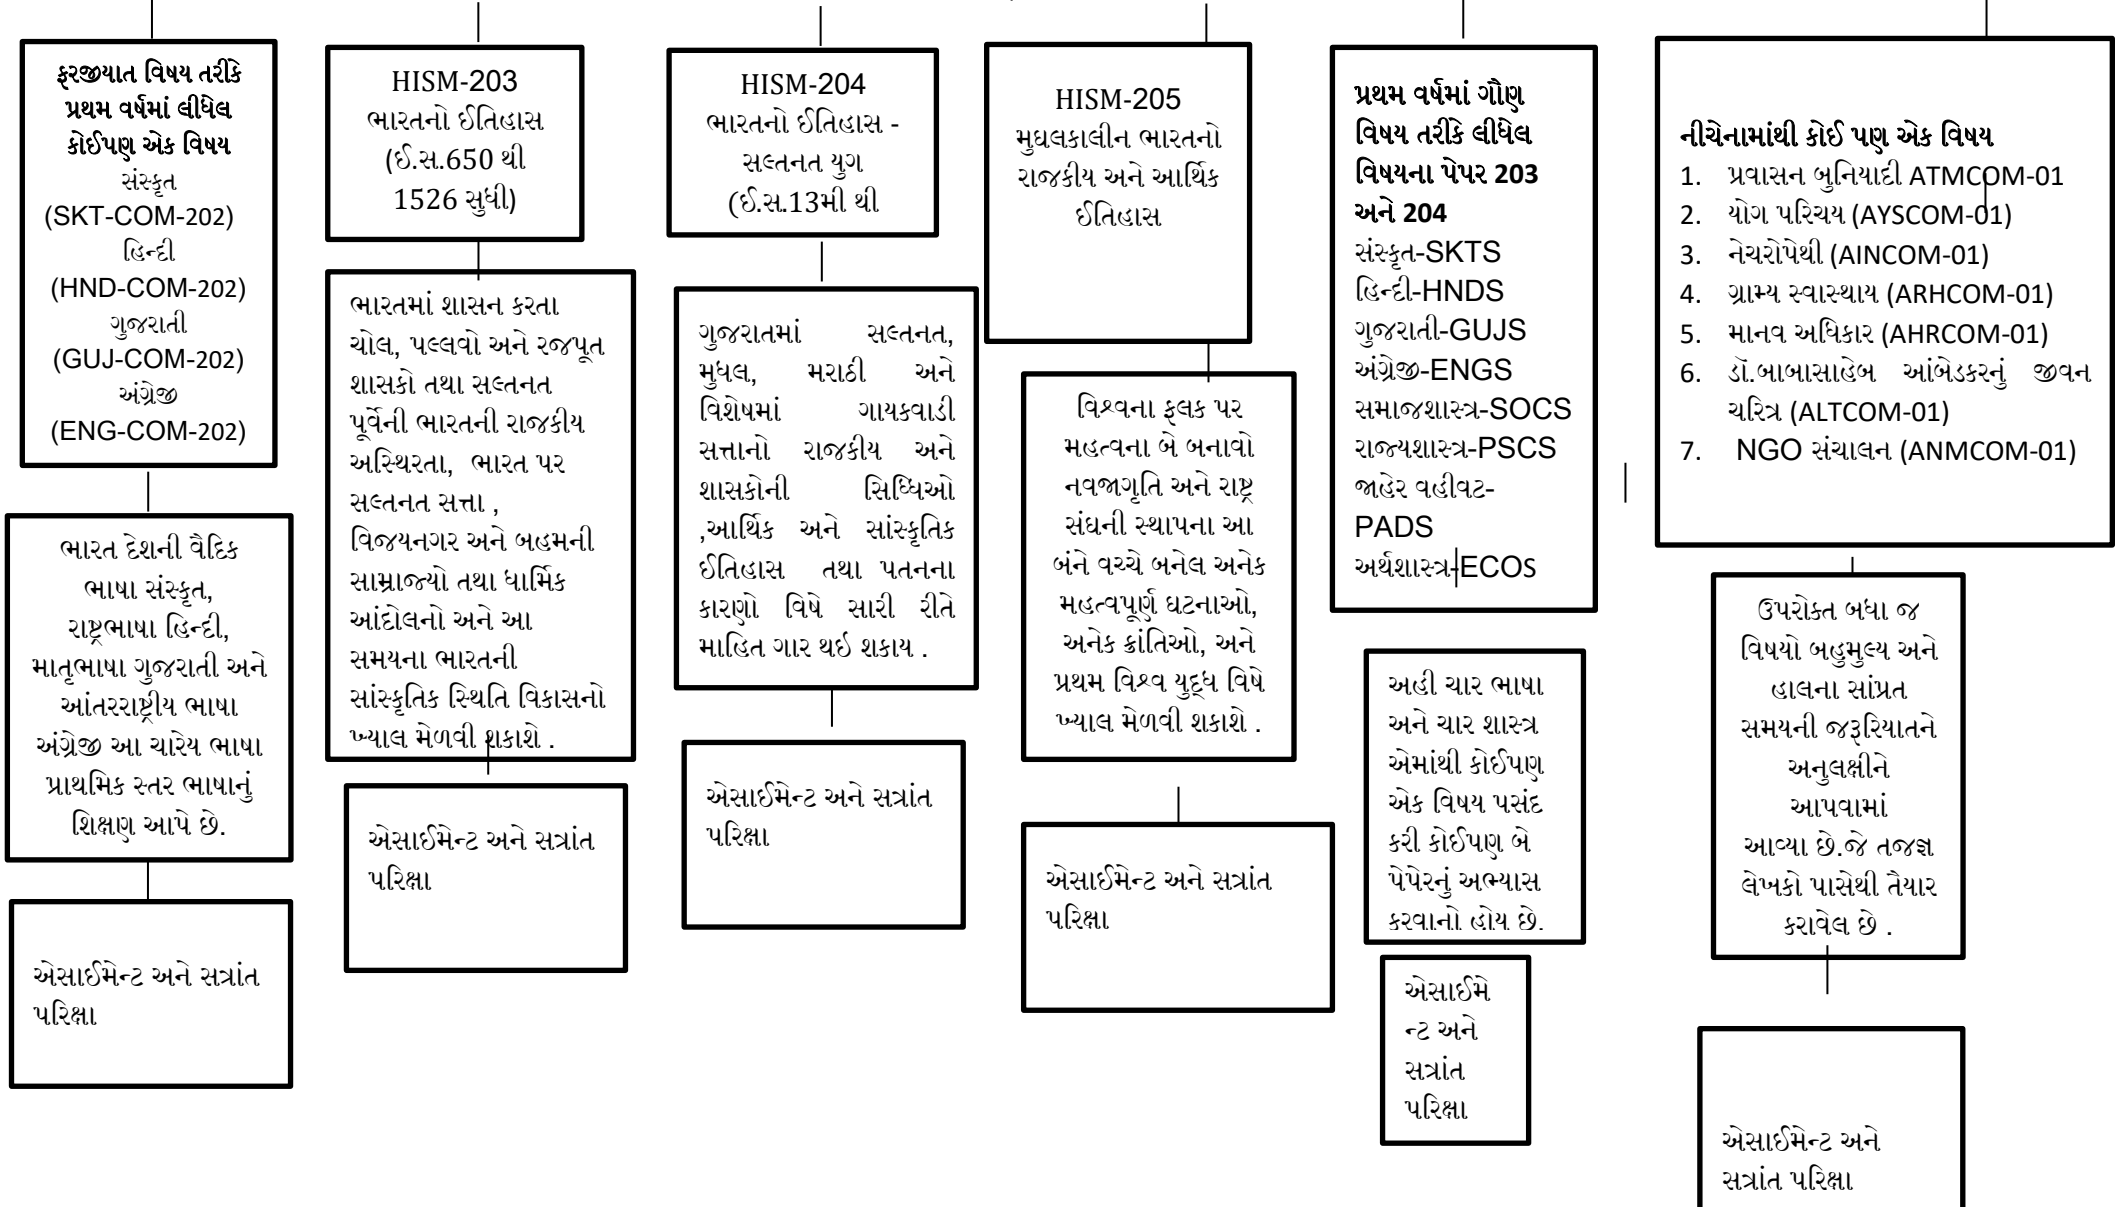 ફરજીયાત વિષય તરીકે
પ્રથમ વર્ષમાં લીધેલ
કોઈપણ એક વિષય
સંસ્કૃત
(SKT-COM-202)
હિન્દી
(HND-COM-202)
ગુજરાતી
(GUJ-COM-202)
અંગ્રેજી
(ENG-COM-202)
ભારત દેશની વૈદિક
ભાષા સંસ્કૃત,
રાષ્ટ્રભાષા હિન્દી,
માતૃભાષા ગુજરાતી અને
આંતરરાષ્ટ્રીય ભાષા
અંગ્રેજી આ ચારેય ભાષા
પ્રાથમિક સ્તર ભાષાનું
શિક્ષણ આપે છે.
એસાઈમેન્ટ અને સત્રાંત
પરિક્ષા
HISM-203
ભારતનો ઈતિહાસ
(ઈ.સ.650 થી
1526 સુધી)
ભારતમાં શાસન કરતા
ચોલ, પલ્લવો અને રજપૂત
શાસકો તથા સલ્તનત
પૂર્વેની ભારતની રાજકીય
અસ્થિરતા, ભારત પર
સલ્તનત સત્તા ,
વિજયનગર અને બહમની
સામ્રાજ્યો તથા ધાર્મિક
આંદોલનો અને આ
સમયના ભારતની
સાંસ્કૃતિક સ્થિતિ વિકાસનો
ખ્યાલ મેળવી શકાશે .
એસાઈમેન્ટ અને સત્રાંત
પરિક્ષા
HISM-204
ભારતનો ઈતિહાસ -
સલ્તનત યુગ
(ઈ.સ.13મી થી
ગુજરાતમાં સલ્તનત,
મુધલ, મરાઠી અને
વિશેષમાં ગાયકવાડી
સત્તાનો રાજકીય અને
શાસકોની સિધ્ધિઓ
,આર્થિક અને સાંસ્કૃતિક
ઈતિહાસ તથા પતનના
કારણો વિષે સારી રીતે
માહિત ગાર થઇ શકાય .
એસાઈમેન્ટ અને સત્રાંત
પરિક્ષા
HISM-205
મુઘલકાલીન ભારતનો
રાજકીય અને આર્થિક
ઈતિહાસ
વિશ્વના ફલક પર
મહત્વના બે બનાવો
નવજાગૃતિ અને રાષ્ટ્ર
સંઘની સ્થાપના આ
બંને વચ્ચે બનેલ અનેક
મહત્વપૂર્ણ ઘટનાઓ,
અનેક ક્રાંતિઓ, અને
પ્રથમ વિશ્વ યુદ્ધ વિષે
ખ્યાલ મેળવી શકાશે .
એસાઈમેન્ટ અને સત્રાંત
પરિક્ષા
પ્રથમ વર્ષમાં ગૌણ
વિષય તરીકે લીધેલ
વિષયના પેપર 203
અને 204
સંસ્કૃત-SKTS
હિન્દી-HNDS
ગુજરાતી-GUJS
અંગ્રેજી-ENGS
સમાજશાસ્ત્ર-SOCS
રાજ્યશાસ્ત્ર-PSCS
જાહેર વહીવટ-
PADS
અર્થશાસ્ત્ર-ECOS
અહી ચાર ભાષા
અને ચાર શાસ્ત્ર
એમાંથી કોઈપણ
એક વિષય પસંદ
કરી કોઈપણ બે
પેપેરનું અભ્યાસ
કરવાનો હોય છે.
એસાઈમે
ન્ટ અને
સત્રાંત
પરિક્ષા
નીચેનામાંથી કોઈ પણ એક વિષય
1. પ્રવાસન બુનિયાદી ATMCOM-01
2. યોગ પરિચય (AYSCOM-01)
3. નેચરોપેથી (AINCOM-01)
4. ગ્રામ્ય સ્વાસ્થાય (ARHCOM-01)
5. માનવ અધિકાર (AHRCOM-01)
6. ડૉ.બાબાસાહેબ આંબેડકરનું જીવન
ચરિત્ર (ALTCOM-01)
7. NGO સંચાલન (ANMCOM-01)
ઉપરોક્ત બધા જ
વિષયો બહુમુલ્ય અને
હાલના સાંપ્રત
સમયની જરૂરિયાતને
અનુલક્ષીને
આપવામાં
આવ્યા છે.જે તજજ્ઞ
લેખકો પાસેથી તૈયાર
કરાવેલ છે .
એસાઈમેન્ટ અને
સત્રાંત પરિક્ષા